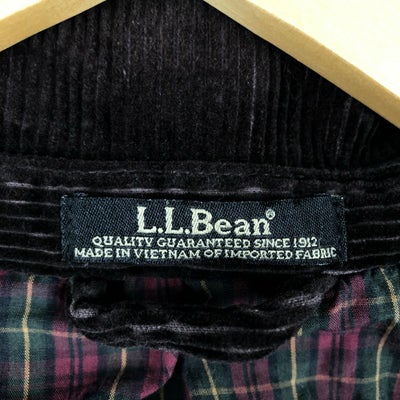 L.L.Bean®
QUALITY GUARANTEED SINCE 1912
MADE IN VIETNAM OF IMPORTED FABRIC